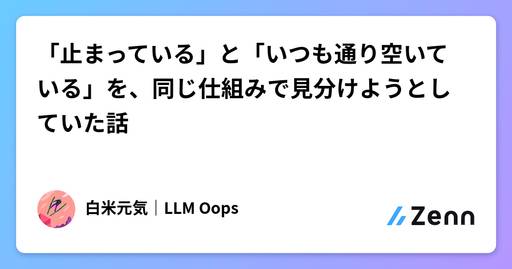 「止まっている」と「いつも通り空いて
いる」を、同じ仕組みで見分けようとし
ていた話
白米元気｜LLM Oops
Zenn